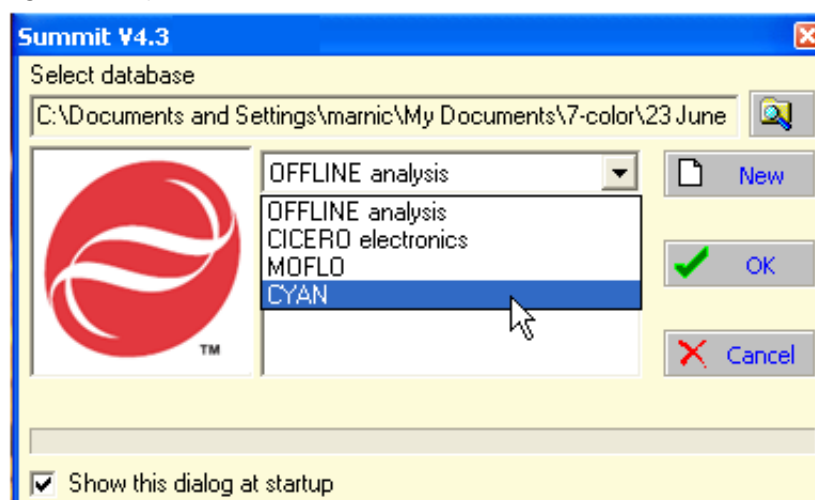 Summit V4.3
Select database
C:\Documents and Settings\marnic\My Documents\7-color\23 June
OFFLINE analysis
New
OFFLINE analysis
CICERO electronics
MOFLO
CYAN
OK
TM
Cancel
Show this dialog at startup